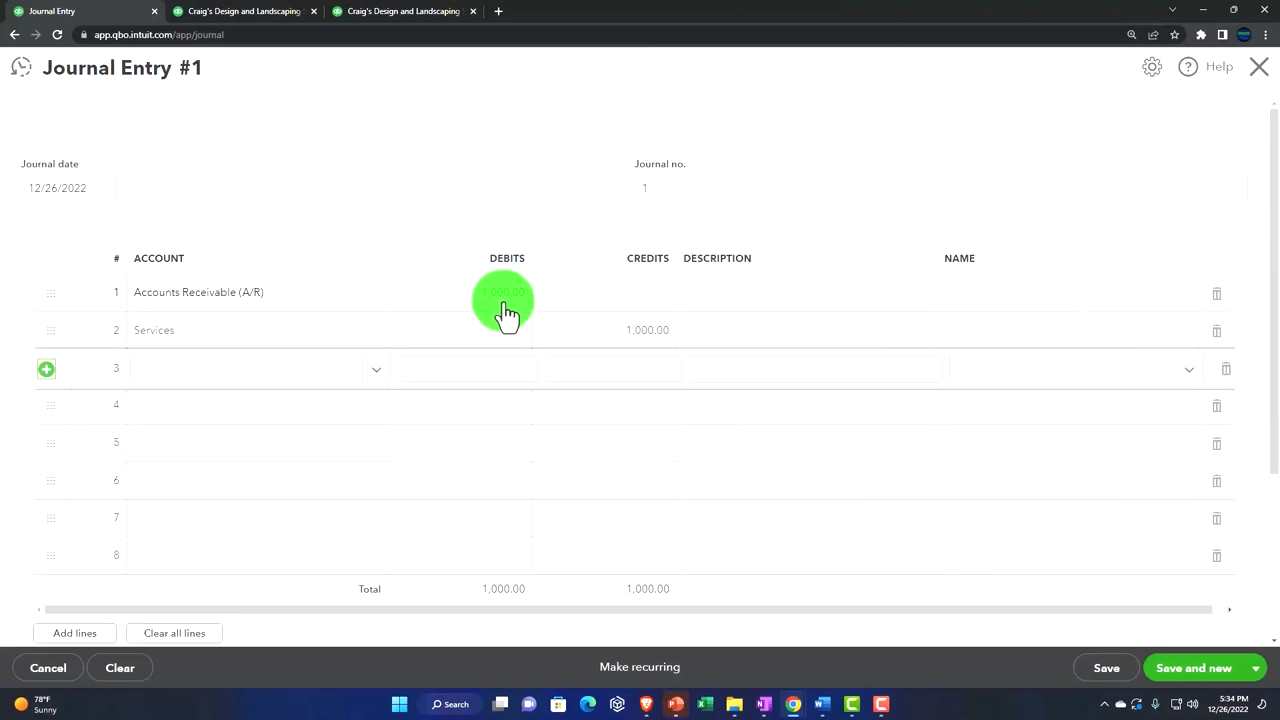 Journal Entry
Craig's Design and Landscaping
Craig's Design and Landscaping
app.qbo.intuit.com/app/journal
Journal Entry #1
Help
Journal date
Journal no.
12/26/2022
1
# ACCOUNT DEBITS CREDITS DESCRIPTION NAME
1 Accounts Receivable (A/R) 1,000.00
2 Services 1,000.00
3
4
5
6
7
8
Total 1,000.00 1,000.00
Add lines Clear all lines
Cancel Clear Make recurring Save Save and new
78°F
Sunny
Search
5:34 PM
12/26/2022